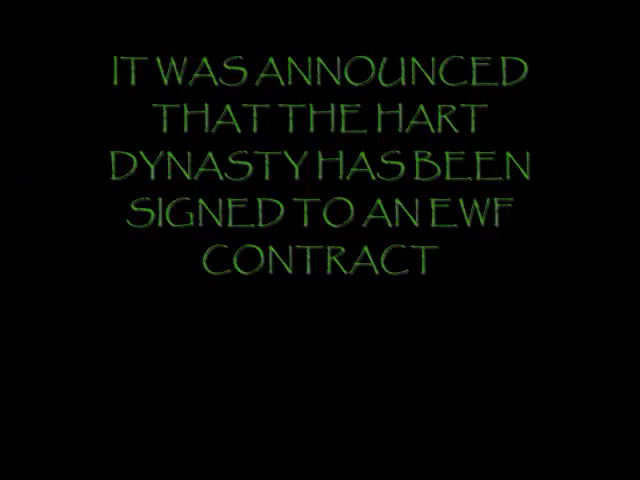 IT WAS ANNOUNCED
THAT THE HART
DYNASTY HAS BEEN
SIGNED TO AN EWF
CONTRACT